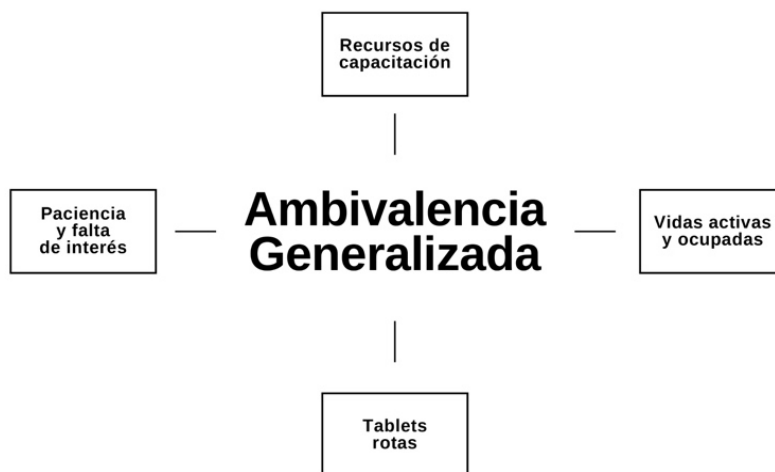 Recursos de
capacitación
Ambivalencia
Generalizada
Paciencia
y falta
de interés
Vidas activas
y ocupadas
Tablets
rotas